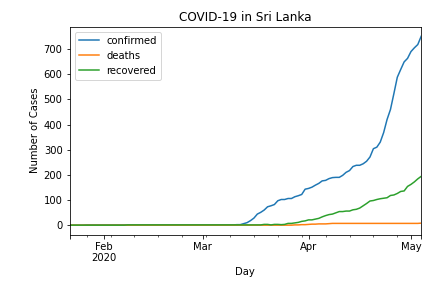 COVID-19 in Sri Lanka
confirmed
deaths
recovered
Number of Cases
700
600
500
400
300
200
100
0
Feb
2020
Mar
Apr
May
Day